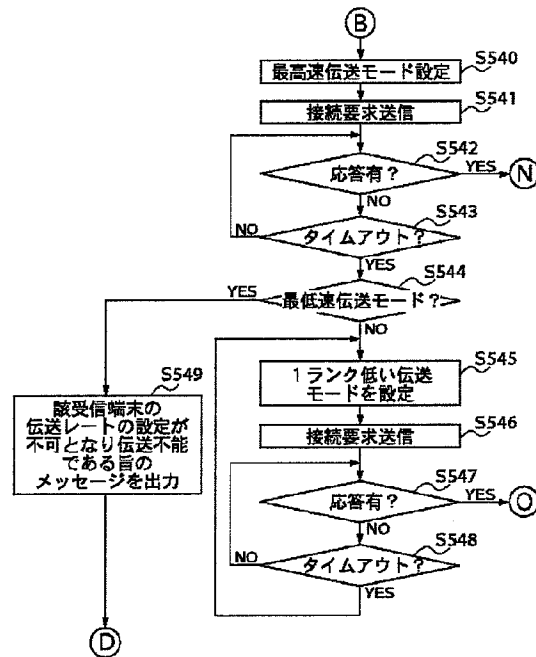 B
最高速伝送モード設定
S540
接続要求送信
S541
応答有?
S542
YES
N
NO
タイムアウト?
S543
NO
YES
最低速伝送モード?
S544
YES
NO
1ランク低い伝送
モードを設定
S545
S549
該受信端末の
伝送レートの設定が
不可となり伝送不能
である旨の
メッセージを出力
接続要求送信
S546
応答有?
S547
YES
O
NO
タイムアウト?
S548
NO
YES
D